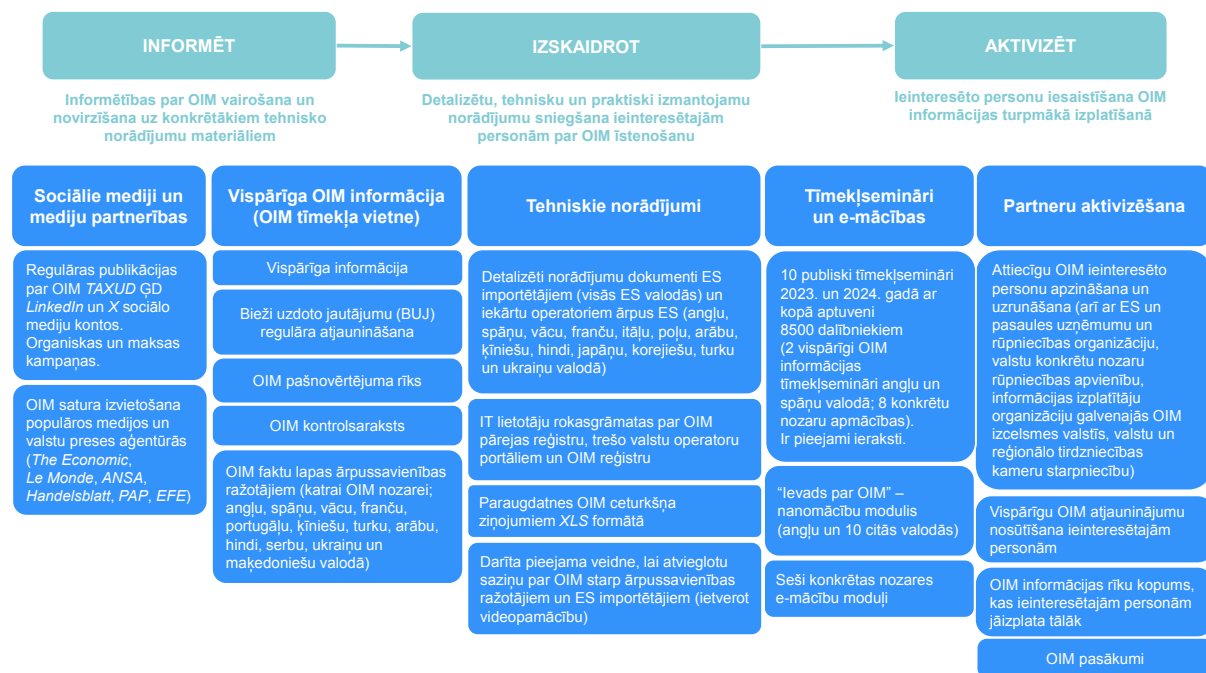 INFORMĒT
IZSKAIDROT
AKTIVIZĒT
Informētības par OIM vairošana un
novirzīšana uz konkrētākiem tehnisko
norādījumu materiāliem
Detalizētu, tehnisku un praktiski izmantojamu
norādījumu sniegšana ieinteresētajām
personām par OIM īstenošanu
Ieinteresēto personu iesaistīšana OIM
informācijas turpmākā izplatīšanā
Sociālie mediji un
mediju partnerības
Regulāras publikācijas
par OIM TAXUD ĢD
LinkedIn un X sociālo
mediju kontos.
Organiskas un maksas
kampaņas.
OIM satura izvietošana
populāros medijos un
valstu preses aģentūrās
(The Economic,
Le Monde, ANSA,
Handelsblatt, PAP, EFE)
Vispārīga OIM informācija
(OIM tīmekļa vietne)
Vispārīga informācija
Bieži uzdoto jautājumu (BUJ)
regulāra atjaunināšana
OIM pašnovērtējuma rīks
OIM kontrolsaraksts
OIM faktu lapas ārpussavienības
ražotājiem (katrai OIM nozarei;
angļu, spāņu, vācu, franču,
portugāļu, ķīniešu, turku, arābu,
hindi, serbu, ukraiņu un
maķedoniešu valodā)
Tehniskie norādījumi
Detalizēti norādījumu dokumenti ES
importētājiem (visās ES valodās) un
iekārtu operatoriem ārpus ES (angļu,
spāņu, vācu, franču, itāļu, poļu, arābu,
ķīniešu, hindi, japāņu, korejiešu, turku
un ukraiņu valodā)
IT lietotāju rokasgrāmatas par OIM
pārejas reģistru, trešo valstu operatoru
portāliem un OIM reģistru
Paraugdatnes OIM ceturkšņa
ziņojumiem XLS formātā
Darīta pieejama veidne, lai atvieglotu
saziņu par OIM starp ārpussavienības
ražotājiem un ES importētājiem (ietverot
videopamācību)
Tīmekļsemināri
un e-mācības
10 publiski tīmekļsemināri
2023. un 2024. gadā ar
kopā aptuveni
8500 dalībniekiem
(2 vispārīgi OIM
informācijas
tīmekļsemināri angļu un
spāņu valodā; 8 konkrētu
nozaru apmācības).
Ir pieejami ieraksti.
“Ievads par OIM” –
nanomācību modulis
(angļu un 10 citās valodās)
Seši konkrētas nozares
e-mācību moduļi
Partneru aktivizēšana
Attiecīgu OIM ieinteresēto
personu apzināšana un
uzrunāšana (arī ar ES un
pasaules uzņēmumu un
rūpniecības organizāciju,
valstu konkrētu nozaru
rūpniecības apvienību,
informācijas izplatītāju
organizāciju galvenajās OIM
izcelsmes valstīs, valstu un
reģionālo tirdzniecības
kameru starpniecību)
Vispārīgu OIM atjauninājumu
nosūtīšana ieinteresētajām
personām
OIM informācijas rīku kopums,
kas ieinteresētajām personām
jāizplata tālāk
OIM pasākumi